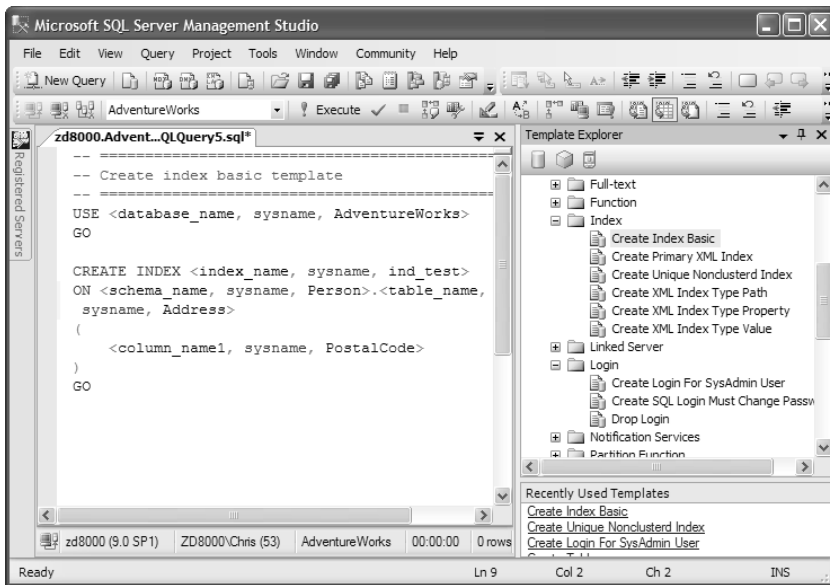 Microsoft SQL Server Management Studio
File Edit View Query Project Tools Window Community Help
New Query
AdventureWorks
Execute
Registered Servers
zd8000.Advent...QLQuery5.sql*
-- =============================================
-- Create index basic template
-- =============================================
USE <database_name, sysname, AdventureWorks>
GO
CREATE INDEX <index_name, sysname, ind_test>
ON <schema_name, sysname, Person>.<table_name,
sysname, Address>
(
<column_name1, sysname, PostalCode>
)
GO
zd8000 (9.0 SP1) ZD8000\Chris (53) AdventureWorks 00:00:00 0 rows
Template Explorer
Full-text
Function
Index
Create Index Basic
Create Primary XML Index
Create Unique Nonclusterd Index
Create XML Index Type Path
Create XML Index Type Property
Create XML Index Type Value
Linked Server
Login
Create Login For SysAdmin User
Create SQL Login Must Change Passw
Drop Login
Notification Services
Partition Function
Recently Used Templates
Create Index Basic
Create Unique Nonclusterd Index
Create Login For SysAdmin User
Ready Ln 9 Col 2 Ch 2 INS